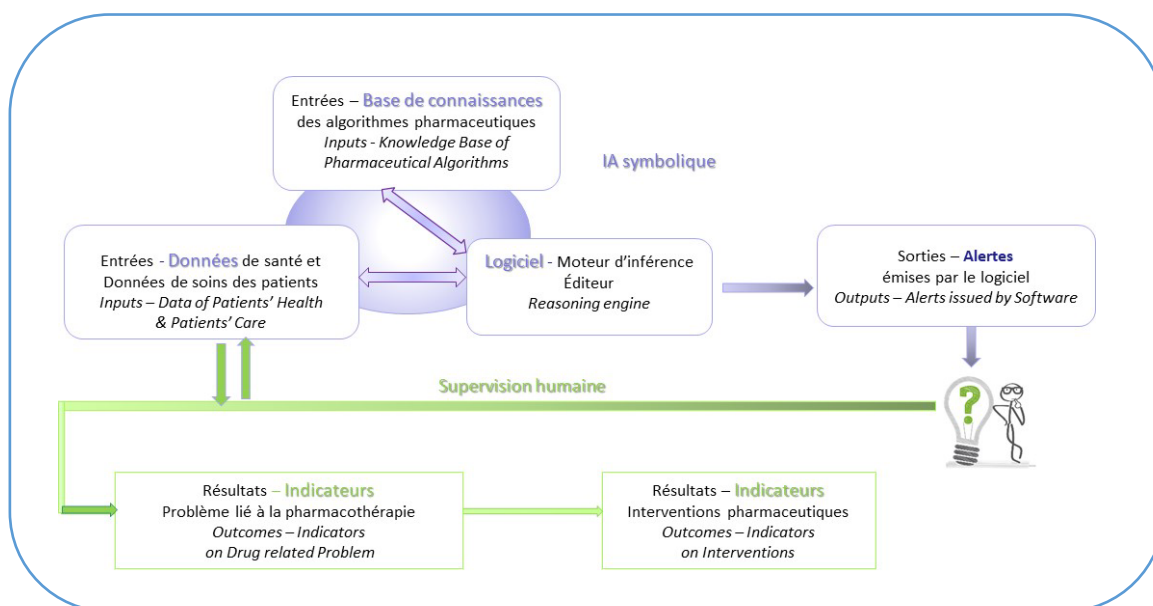 Entrées – Base de connaissances
des algorithmes pharmaceutiques
Inputs - Knowledge Base of
Pharmaceutical Algorithms
IA symbolique
Entrées - Données de santé et
Données de soins des patients
Inputs – Data of Patients' Health
& Patients' Care
Logiciel - Moteur d'inférence
Éditeur
Reasoning engine
Sorties – Alertes
émises par le logiciel
Outputs – Alerts issued by Software
Supervision humaine
?
Résultats – Indicateurs
Problème lié à la pharmacothérapie
Outcomes – Indicators
on Drug related Problem
Résultats – Indicateurs
Interventions pharmaceutiques
Outcomes – Indicators
on Interventions